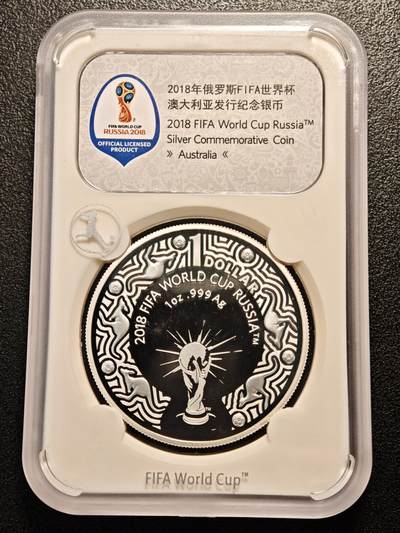 FIFA WORLD CUP
RUSSIA 2018
OFFICIAL LICENSED
PRODUCT
2018年俄罗斯FIFA世界杯
澳大利亚发行纪念银币
2018 FIFA World Cup Russia™
Silver Commemorative Coin
》 Australia 《
1
DOLLAR
2018 FIFA WORLD CUP RUSSIA™
1oz .999 Ag
FIFA World Cup™